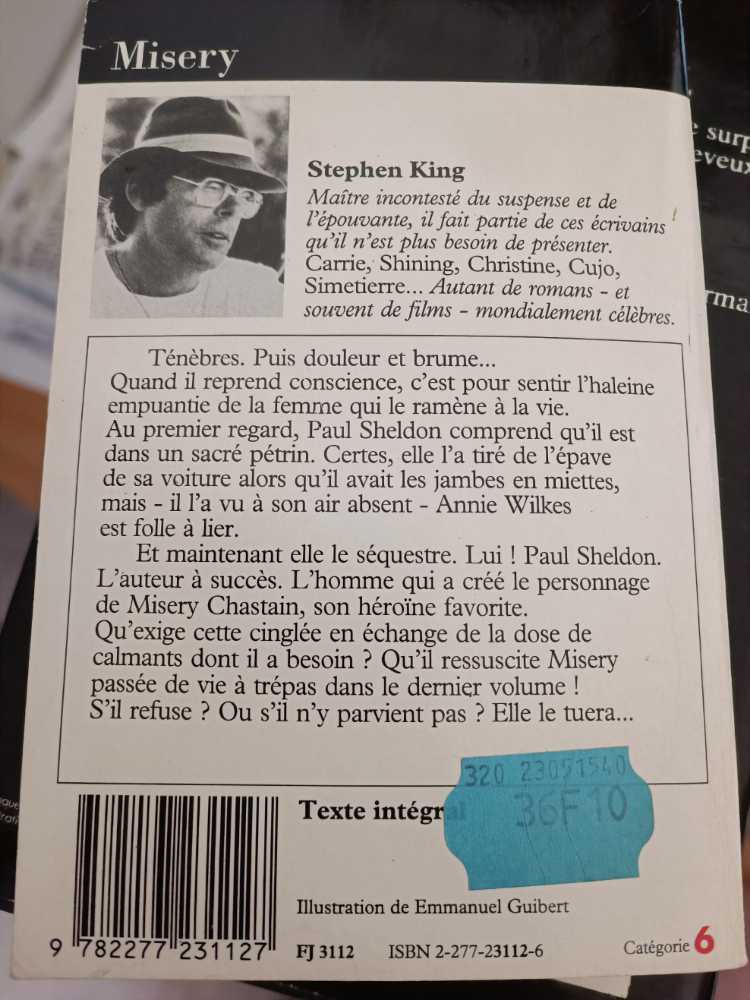 Misery
Stephen King
Maître incontesté du suspense et de
l'épouvante, il fait partie de ces écrivains
qu'il n'est plus besoin de présenter.
Carrie, Shining, Christine, Cujo,
Simetierre... Autant de romans - et
souvent de films - mondialement célèbres.
Ténèbres. Puis douleur et brume...
Quand il reprend conscience, c'est pour sentir l'haleine
empuantie de la femme qui le ramène à la vie.
Au premier regard, Paul Sheldon comprend qu'il est
dans un sacré pétrin. Certes, elle l'a tiré de l'épave
de sa voiture alors qu'il avait les jambes en miettes,
mais - il l'a vu à son air absent - Annie Wilkes
est folle à lier.
Et maintenant elle le séquestre. Lui ! Paul Sheldon.
L'auteur à succès. L'homme qui a créé le personnage
de Misery Chastain, son héroïne favorite.
Qu'exige cette cinglée en échange de la dose de
calmants dont il a besoin ? Qu'il ressuscite Misery
passée de vie à trépas dans le dernier volume !
S'il refuse ? Ou s'il n'y parvient pas ? Elle le tuera...
320 23051540
36F10
Texte intégr
Illustration de Emmanuel Guibert
9 782277 231127
FJ 3112 ISBN 2-277-23112-6
Catégorie 6
surp
eveux
rma